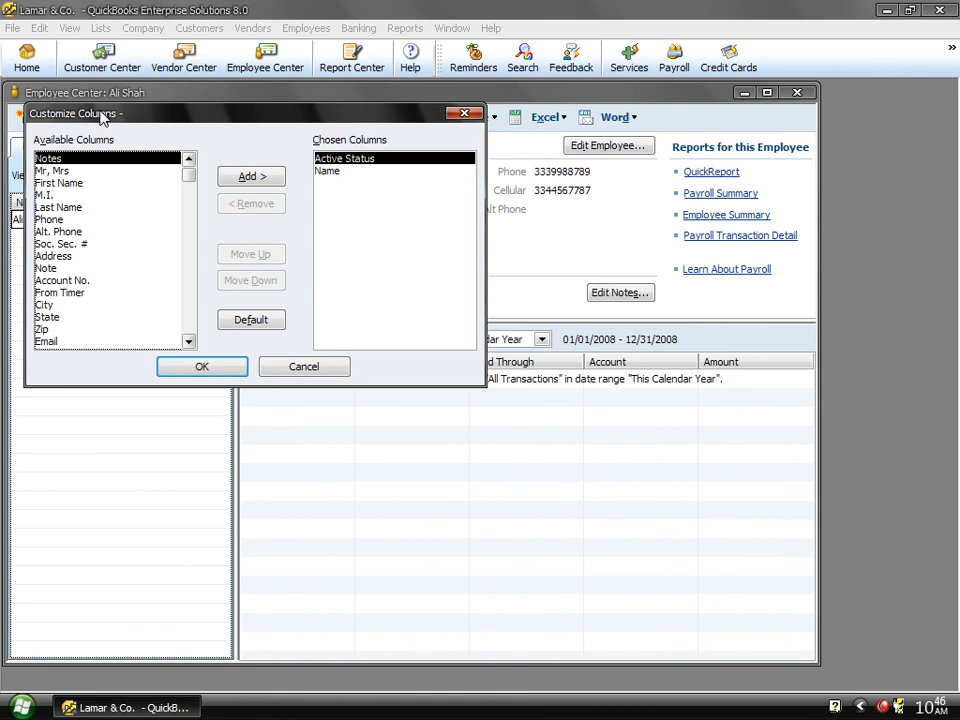 Lamar & Co. - QuickBooks Enterprise Solutions 8.0
File Edit View Lists Company Customers Vendors Employees Banking Reports Window Help
Home Customer Center Vendor Center Employee Center Report Center Help Reminders Search Feedback Services Payroll Credit Cards »
Employee Center: Ali Shah
Customize Columns -
Excel Word
Available Columns Chosen Columns
Notes
Mr, Mrs
First Name
M.I.
Last Name
Phone
Alt. Phone
Soc. Sec. #
Address
Note
Account No.
From Timer
City
State
Zip
Email
Add >
< Remove
Move Up
Move Down
Default
Active Status
Name
OK Cancel
Edit Employee...
Phone 3339988789
Cellular 3344567787
Alt Phone
Edit Notes...
Reports for this Employee
QuickReport
Payroll Summary
Employee Summary
Payroll Transaction Detail
Learn About Payroll
dar Year 01/01/2008 - 12/31/2008
d Through Account Amount
"All Transactions" in date range "This Calendar Year".
Lamar & Co. - QuickB...
10:46 AM